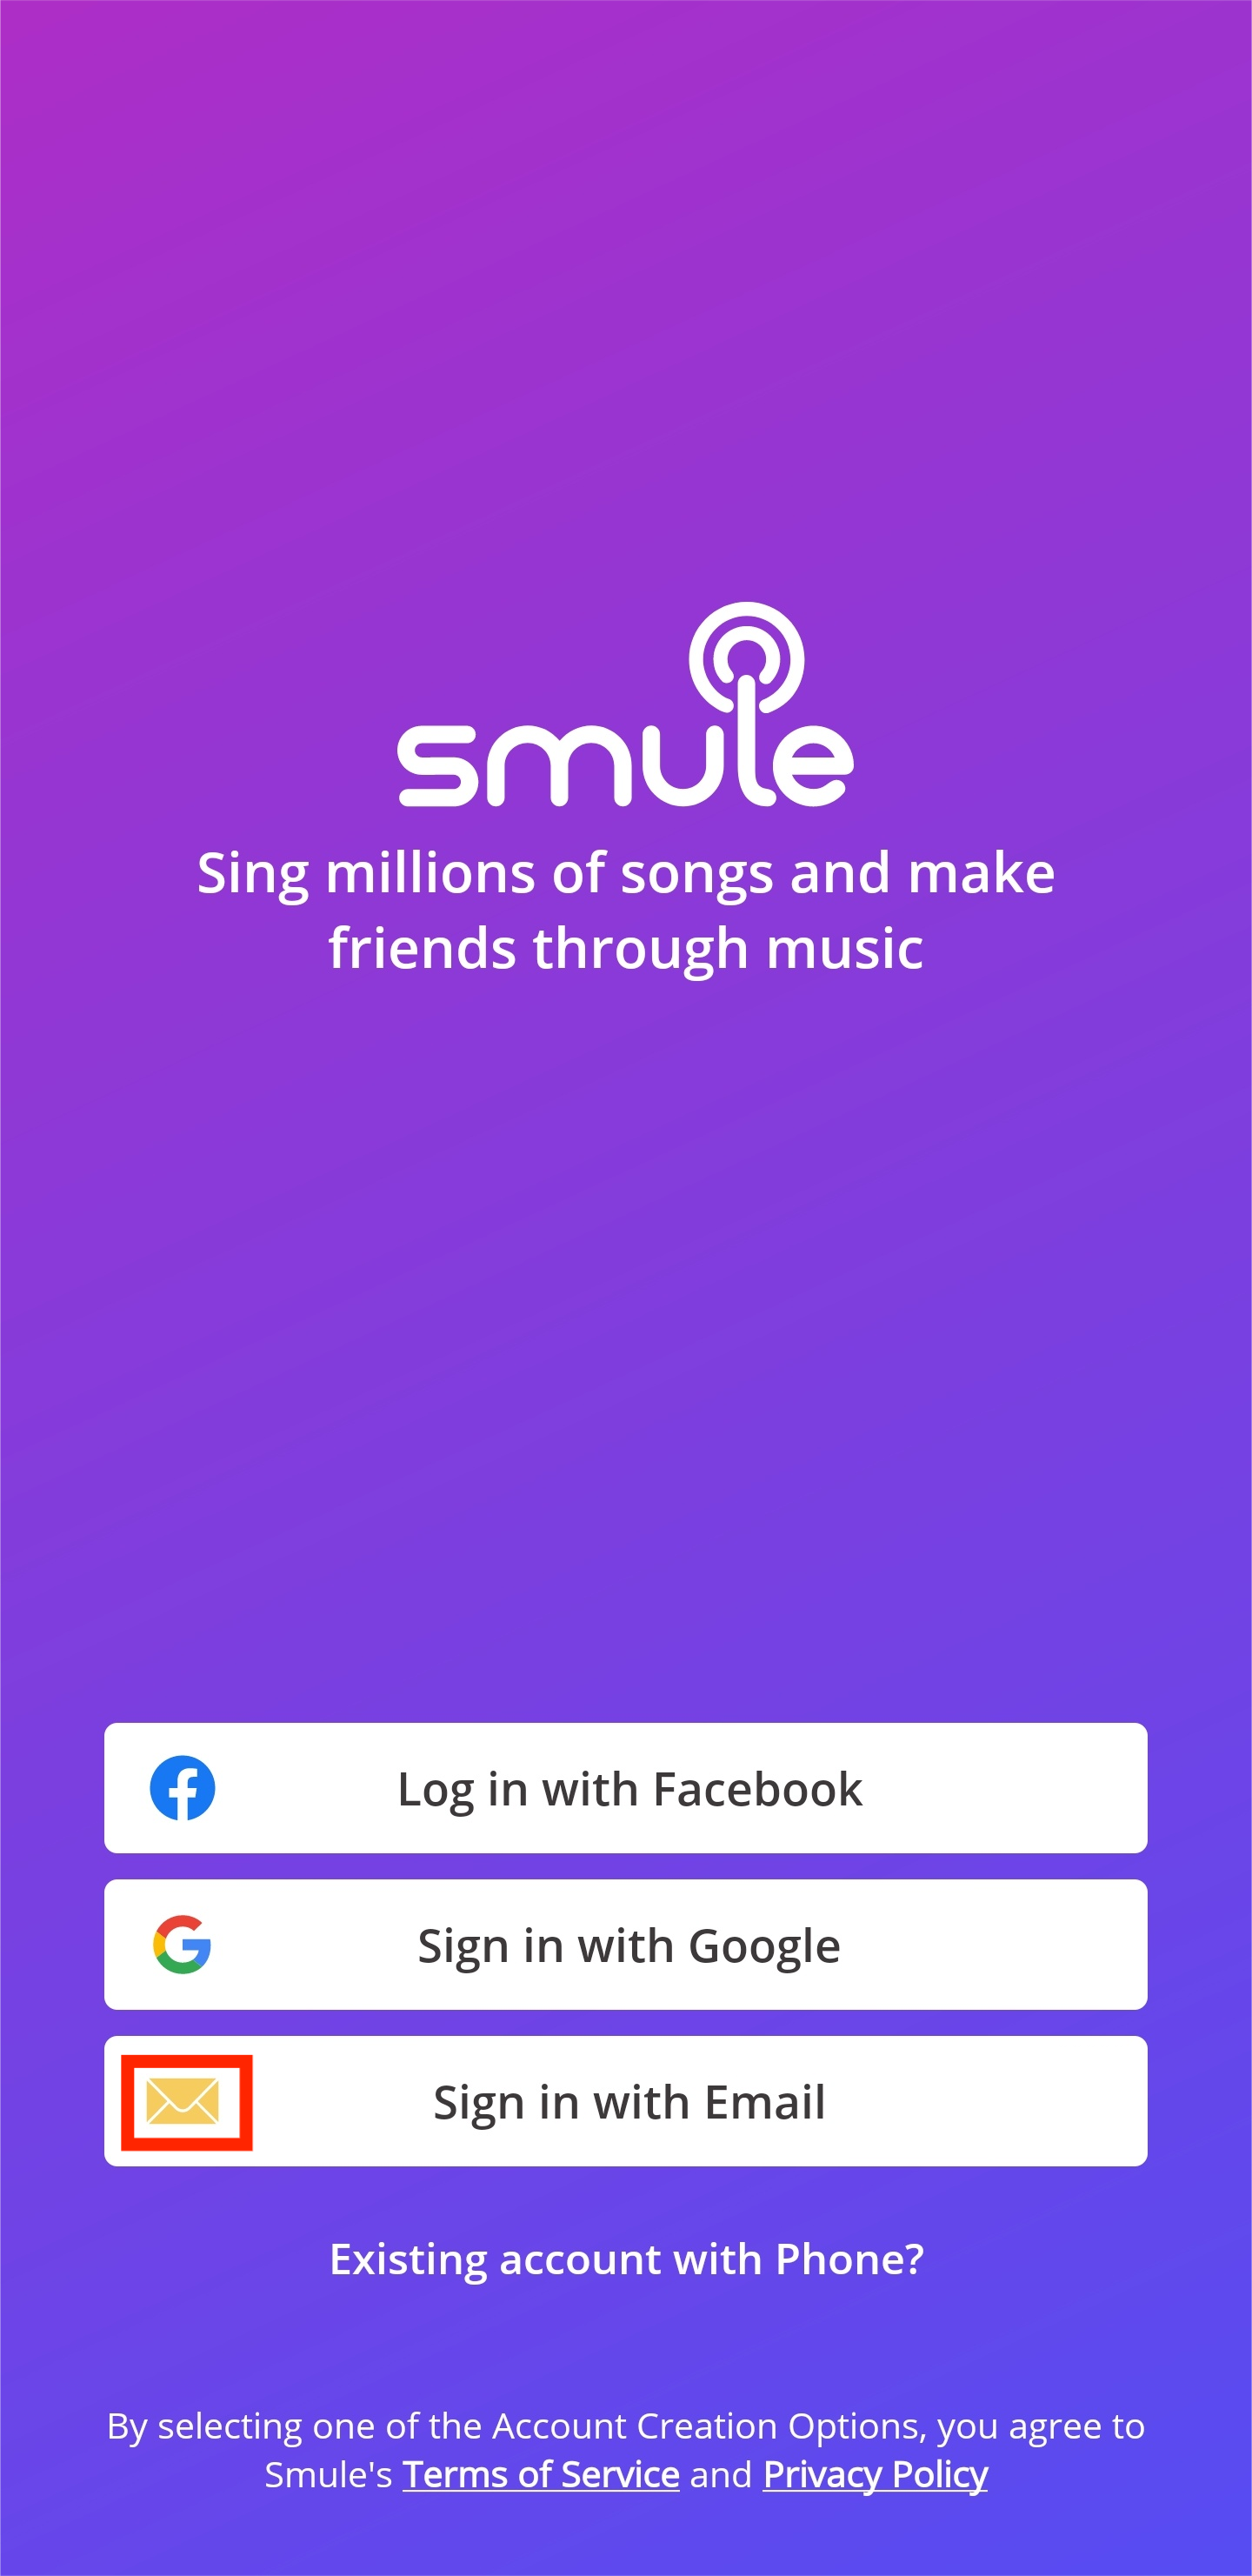 smule
Sing millions of songs and make
friends through music
Log in with Facebook
Sign in with Google
Sign in with Email
Existing account with Phone?
By selecting one of the Account Creation Options, you agree to
Smule's Terms of Service and Privacy Policy